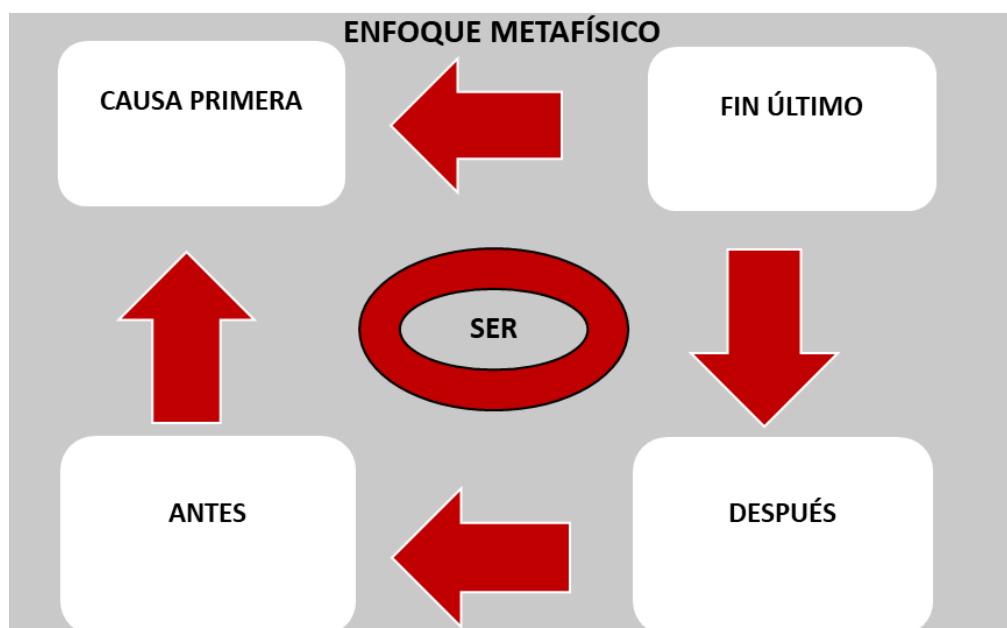 ENFOQUE METAFÍSICO
CAUSA PRIMERA
FIN ÚLTIMO
SER
ANTES
DESPUÉS